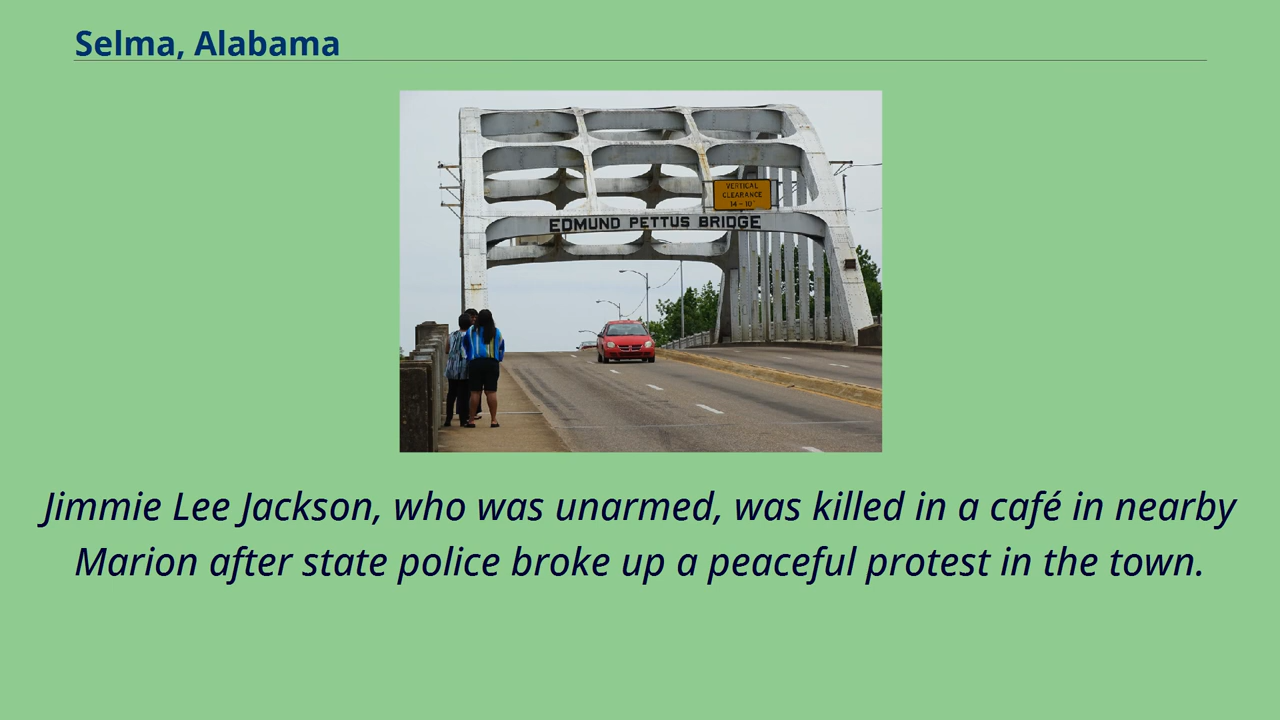 Selma, Alabama
VERTICAL
CLEARANCE
14-10
EDMUND PETTUS BRIDGE
Jimmie Lee Jackson, who was unarmed, was killed in a café in nearby
Marion after state police broke up a peaceful protest in the town.